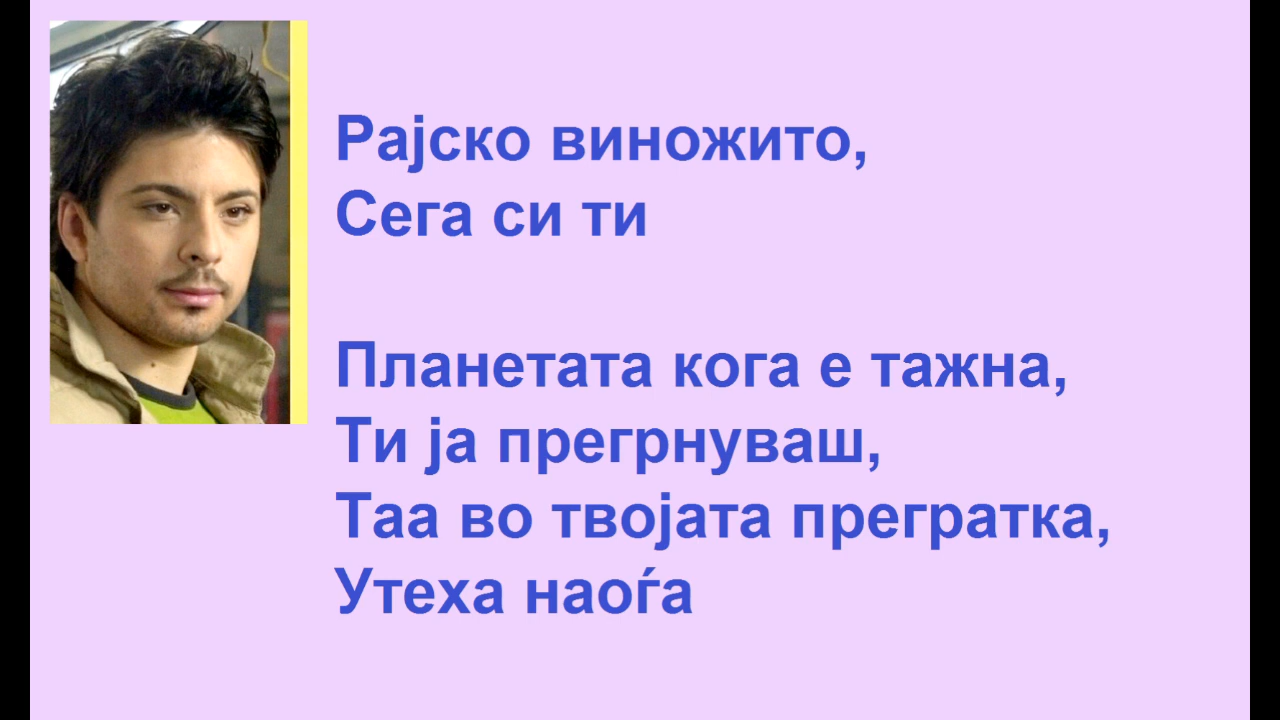 Рајско виножито,
Сега си ти
Планетата кога е тажна,
Ти ја прегрнуваш,
Таа во твојата прегратка,
Утеха наоѓа